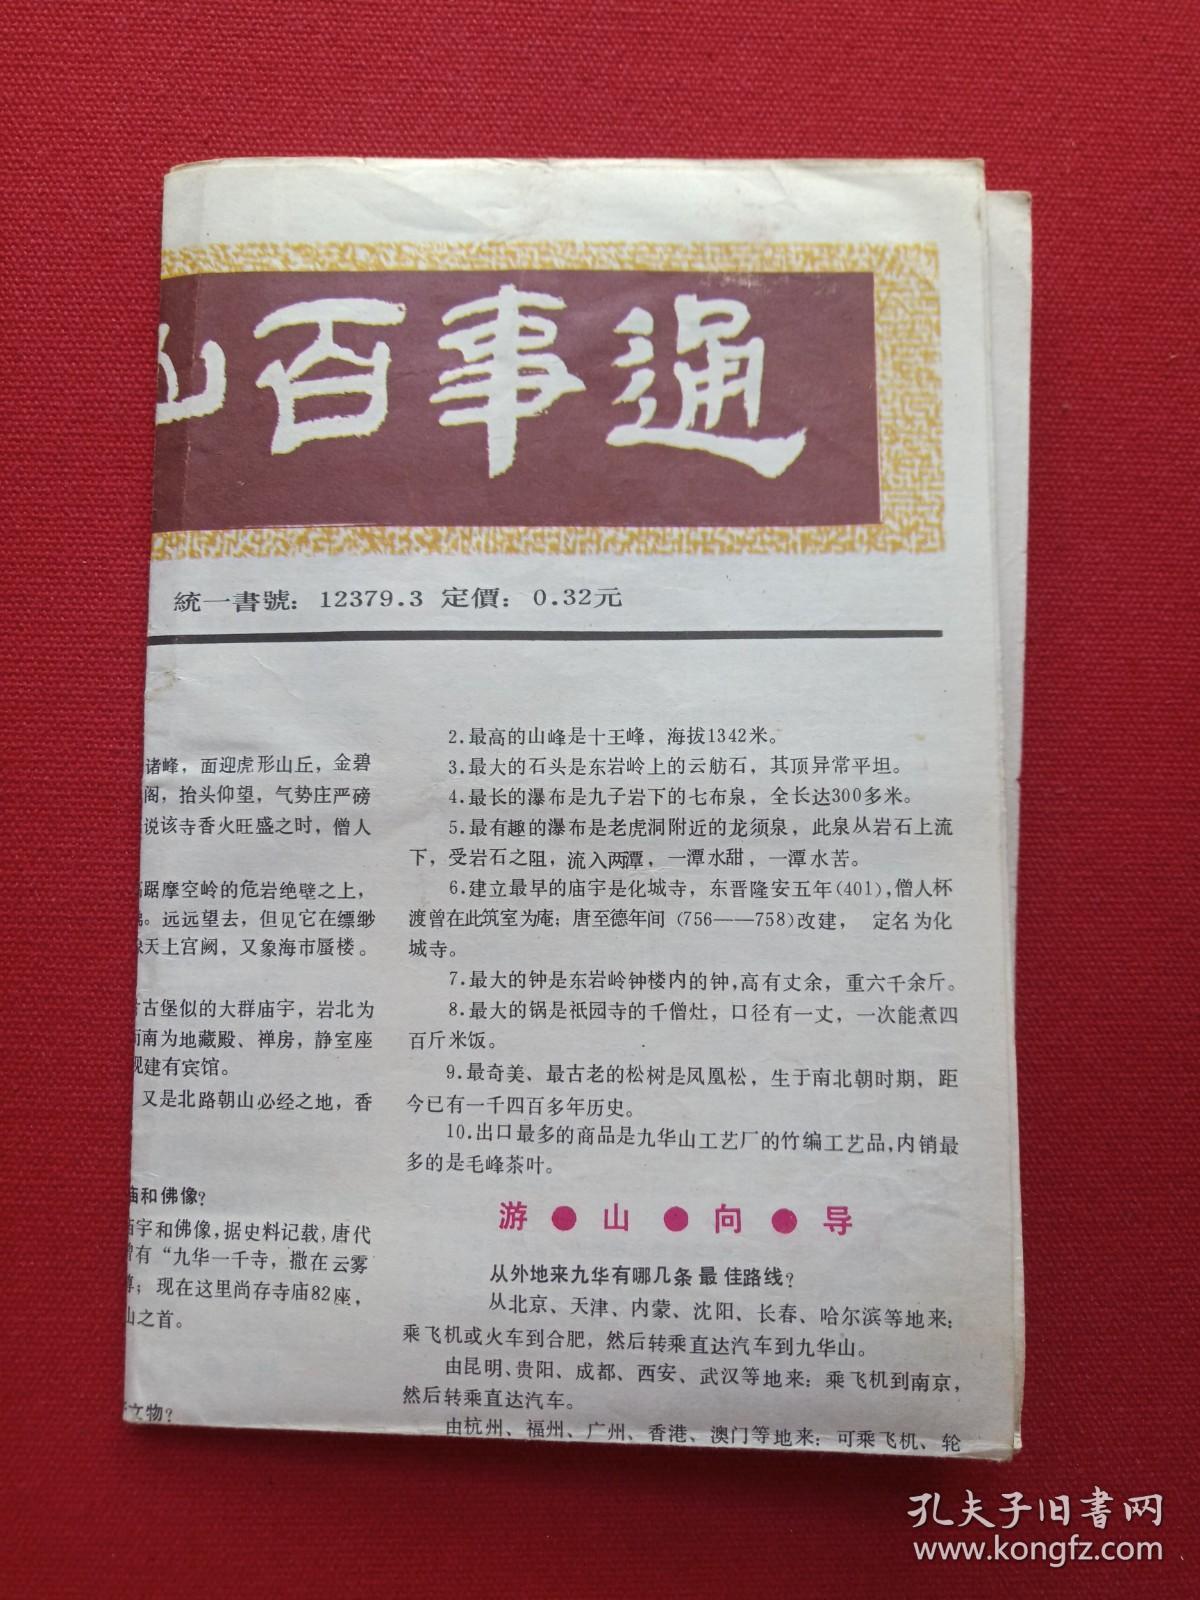 山百事通
統一書號：12379.3 定價：0.32元
诸峰，面迎虎形山丘，金碧
阁，抬头仰望，气势庄严磅
说该寺香火旺盛之时，僧人
踞摩空岭的危岩绝壁之上，
。远远望去，但见它在缥缈
天上宫阙，又象海市蜃楼。
古堡似的大群庙宇，岩北为
南为地藏殿、禅房，静室座
现建有宾馆。
又是北路朝山必经之地，香
庙和佛像？
庙宇和佛像，据史料记载，唐代
曾有“九华一千寺，撒在云雾
；现在这里尚存寺庙82座，
山之首。
文物？
2.最高的山峰是十王峰，海拔1342米。
3.最大的石头是东岩岭上的云舫石，其顶异常平坦。
4.最长的瀑布是九子岩下的七布泉，全长达300多米。
5.最有趣的瀑布是老虎洞附近的龙须泉，此泉从岩石上流
下，受岩石之阻，流入两潭，一潭水甜，一潭水苦。
6.建立最早的庙宇是化城寺，东晋隆安五年(401)，僧人杯
渡曾在此筑室为庵；唐至德年间（756——758)改建，　定名为化
城寺。
7.最大的钟是东岩岭钟楼内的钟，高有丈余，重六千余斤。
8.最大的锅是祇园寺的千僧灶，口径有一丈，一次能煮四
百斤米饭。
9.最奇美、最古老的松树是凤凰松，生于南北朝时期，距
今已有一千四百多年历史。
10.出口最多的商品是九华山工艺厂的竹编工艺品，内销最
多的是毛峰茶叶。
游●山●向●导
从外地来九华有哪几条最佳路线？
从北京、天津、内蒙、沈阳、长春、哈尔滨等地来：
乘飞机或火车到合肥，然后转乘直达汽车到九华山。
由昆明、贵阳、成都、西安、武汉等地来：乘飞机到南京，
然后转乘直达汽车。
由杭州、福州、广州、香港、澳门等地来：可乘飞机、轮
孔夫子旧书网
www.kongfz.com